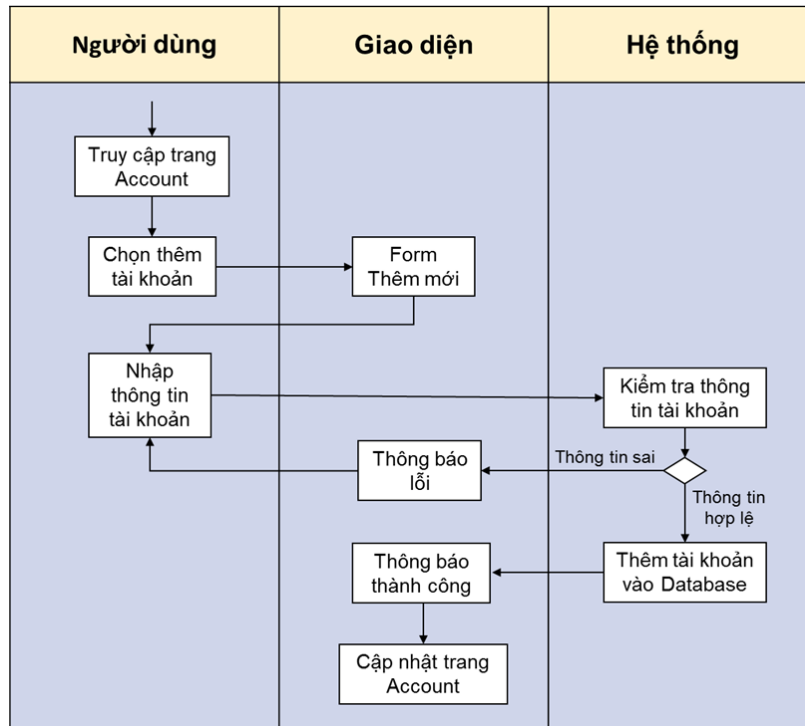 Người dùng
Giao diện
Hệ thống
Truy cập trang
Account
Chọn thêm
tài khoản
Form
Thêm mới
Nhập
thông tin
tài khoản
Kiểm tra thông
tin tài khoản
Thông báo
lỗi
Thông tin sai
Thông tin
hợp lệ
Thông báo
thành công
Thêm tài khoản
vào Database
Cập nhật trang
Account